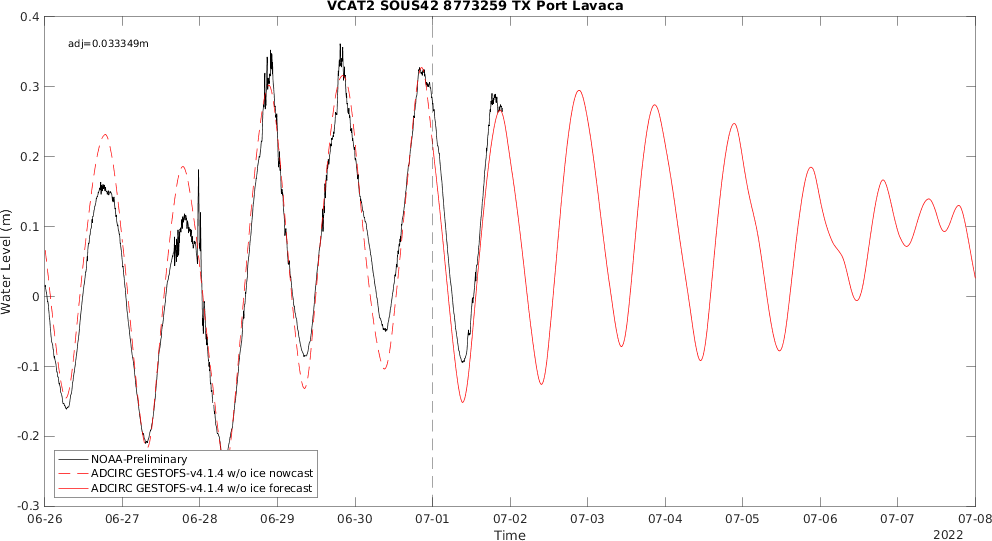 VCAT2 SOUS42 8773259 TX Port Lavaca
adj=0.033349m
0.4
0.3
0.2
0.1
0
-0.1
-0.2
-0.3
Water Level (m)
NOAA-Preliminary
ADCIRC GESTOFS-v4.1.4 w/o ice nowcast
ADCIRC GESTOFS-v4.1.4 w/o ice forecast
06-26 06-27 06-28 06-29 06-30 07-01 07-02 07-03 07-04 07-05 07-06 07-07 07-08
Time
2022